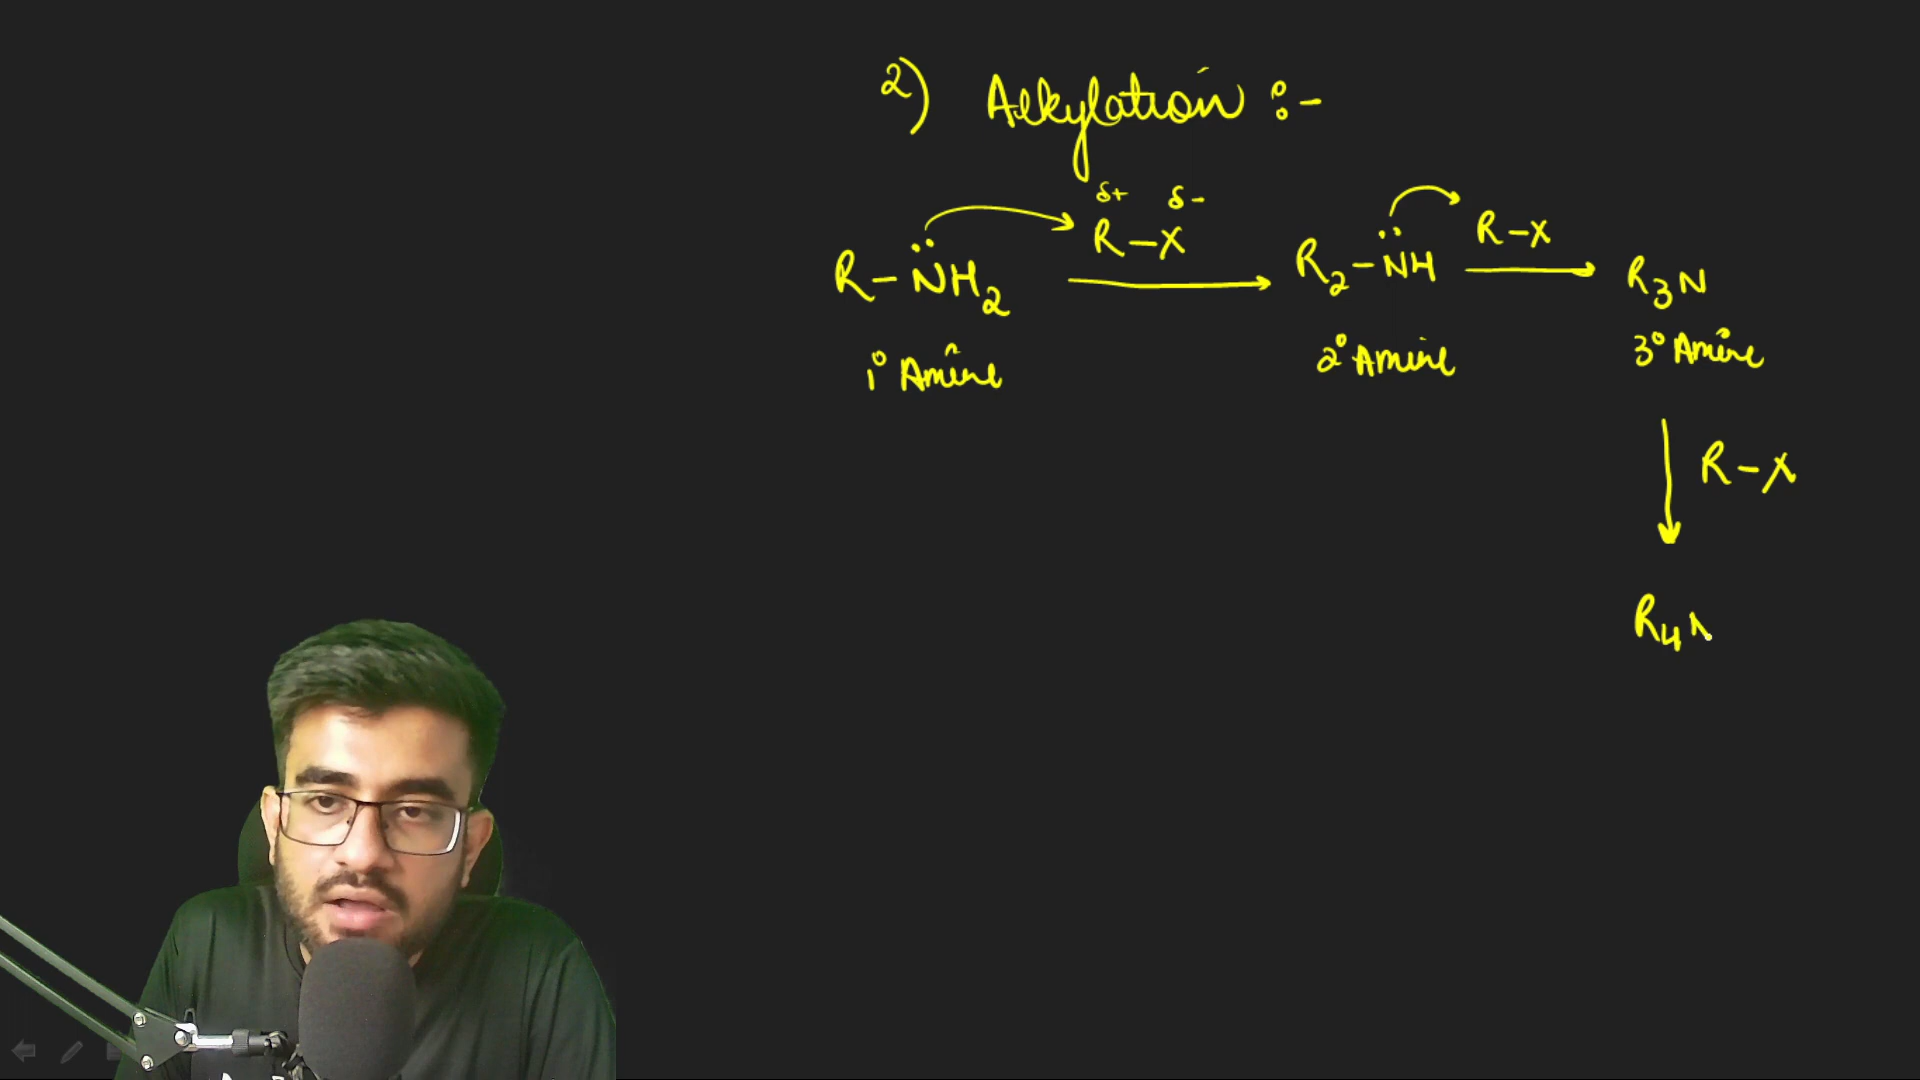 2) Alkylation :-
δ+ δ-
R-X
R-N̈H2
R2-N̈H
R-X
R3N
1° Amine
2° Amine
3° Amine
R-X
R4N